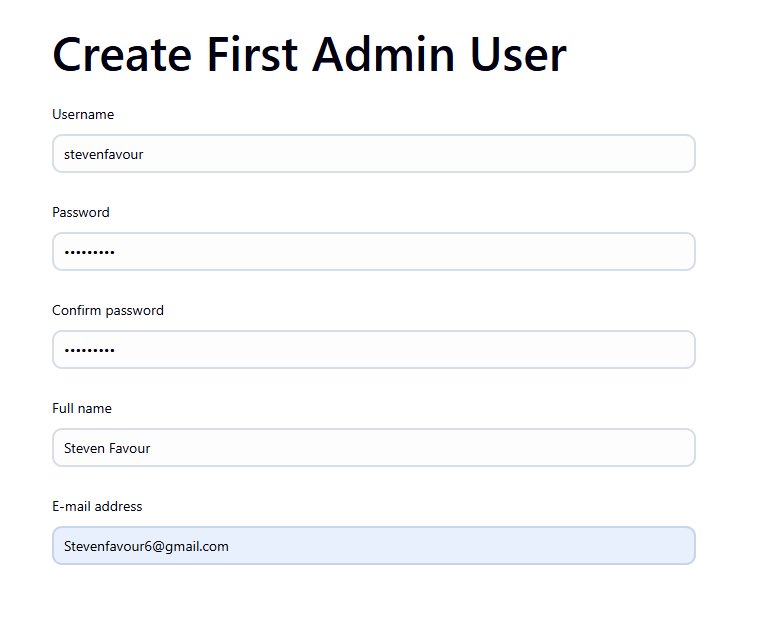 Create First Admin User
Username
stevenfavour
Password
•••••••••
Confirm password
•••••••••
Full name
Steven Favour
E-mail address
Stevenfavour6@gmail.com